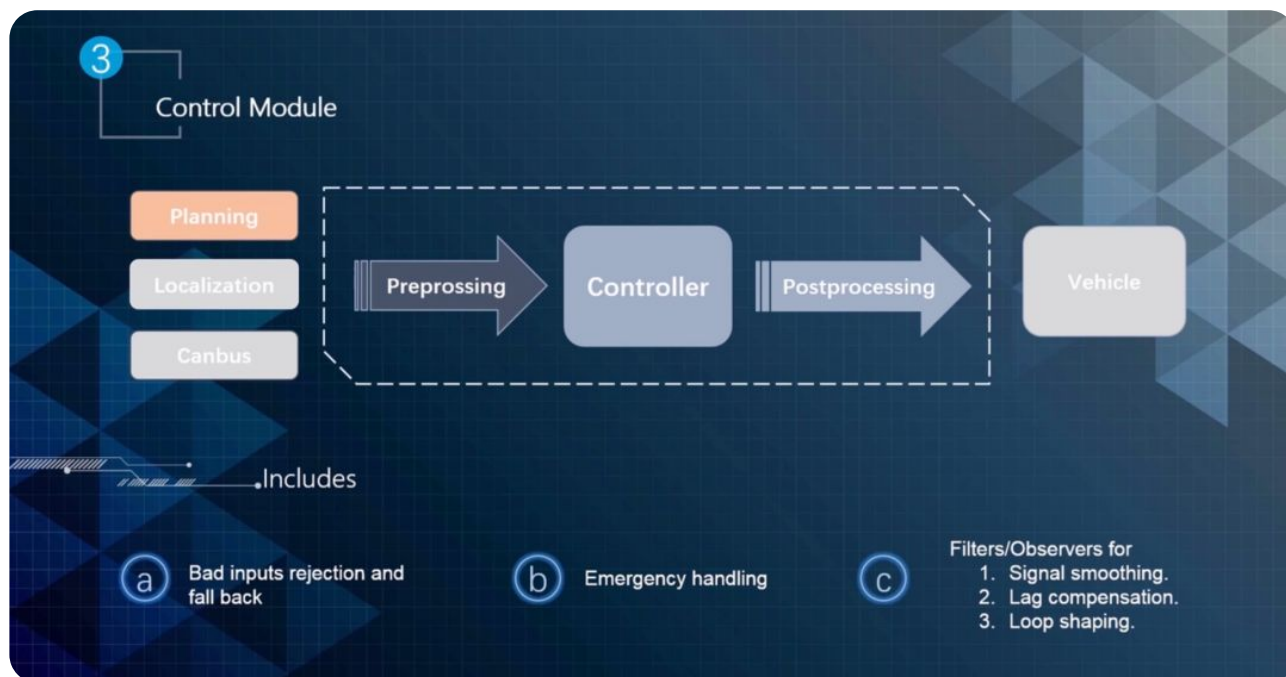 3
Control Module
Planning
Localization
Canbus
Preprossing
Controller
Postprocessing
Vehicle
Includes
a
Bad inputs rejection and
fall back
b
Emergency handling
c
Filters/Observers for
1. Signal smoothing.
2. Lag compensation.
3. Loop shaping.